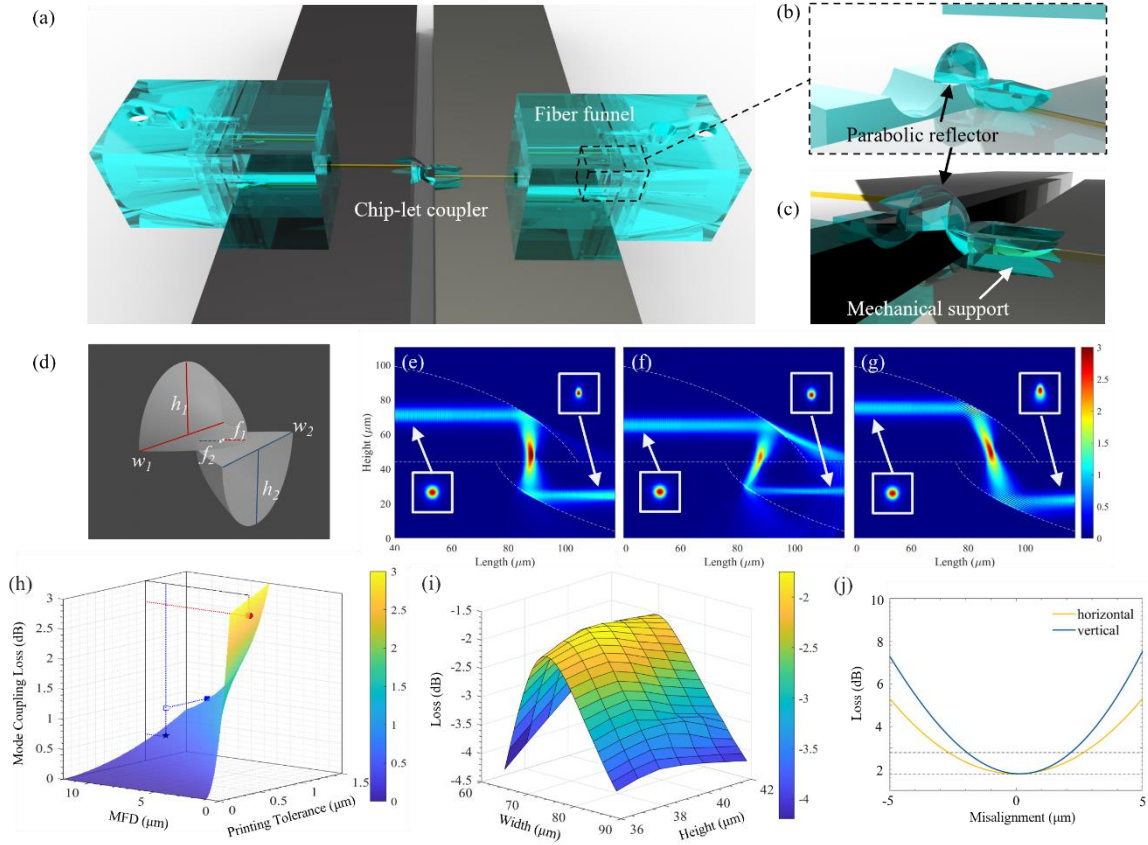 (a)
Fiber funnel
Chip-let coupler
(b)
Parabolic reflector
(c)
Mechanical support
(d)
h1
f1
w2
w1
f2
h2
(e)
(f)
(g)
100
80
60
40
20
0
Height (μm)
40
60
80
100
Length (μm)
0
60
80
100
Length (μm)
60
80
100
Length (μm)
3
2.5
2
1.5
1
0.5
0
(h)
3
2.5
2
1.5
1
0.5
0
Mode Coupling Loss (dB)
10
5
0
MFD (μm)
0
0.5
1
1.5
Printing Tolerance (μm)
3
2.5
2
1.5
1
0.5
0
(i)
-1.5
-2
-2.5
-3
-3.5
-4
-4.5
Loss (dB)
60
70
80
90
Width (μm)
36
38
40
42
Height (μm)
-2
-2.5
-3
-3.5
-4
(j)
10
8
6
4
2
Loss (dB)
horizontal
vertical
-5
0
5
Misalignment (μm)